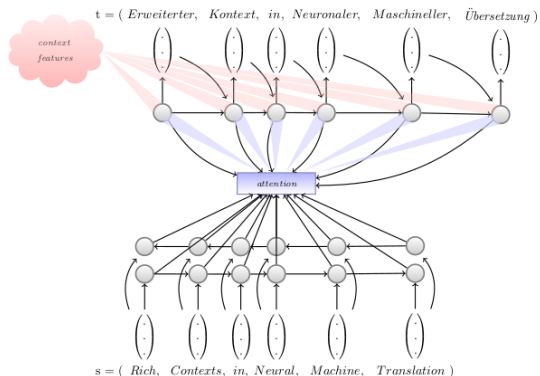 t = ( Erweiterter, Kontext, in, Neuronaler, Maschineller, Übersetzung )
context
features
attention
s = ( Rich, Contexts, in, Neural, Machine, Translation )